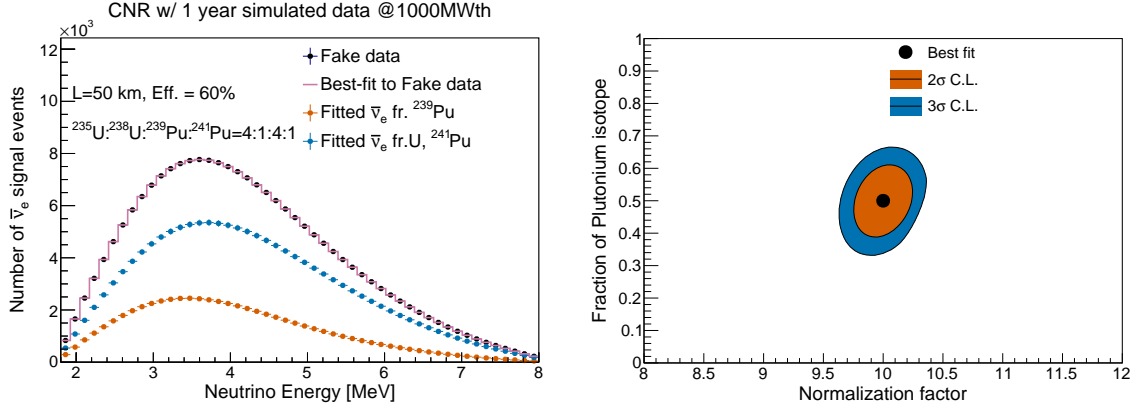 CNR w/ 1 year simulated data @1000MWth
×10³
12
10
8
6
4
2
0
2 3 4 5 6 7 8
Number of ν̅ₑ signal events
Neutrino Energy [MeV]
Fake data
Best-fit to Fake data
Fitted ν̅ₑ fr. ²³⁹Pu
Fitted ν̅ₑ fr.U, ²⁴¹Pu
L=50 km, Eff. = 60%
²³⁵U:²³⁸U:²³⁹Pu:²⁴¹Pu=4:1:4:1
1
0.9
0.8
0.7
0.6
0.5
0.4
0.3
0.2
0.1
0
8 8.5 9 9.5 10 10.5 11 11.5 12
Fraction of Plutonium isotope
Normalization factor
Best fit
2σ C.L.
3σ C.L.